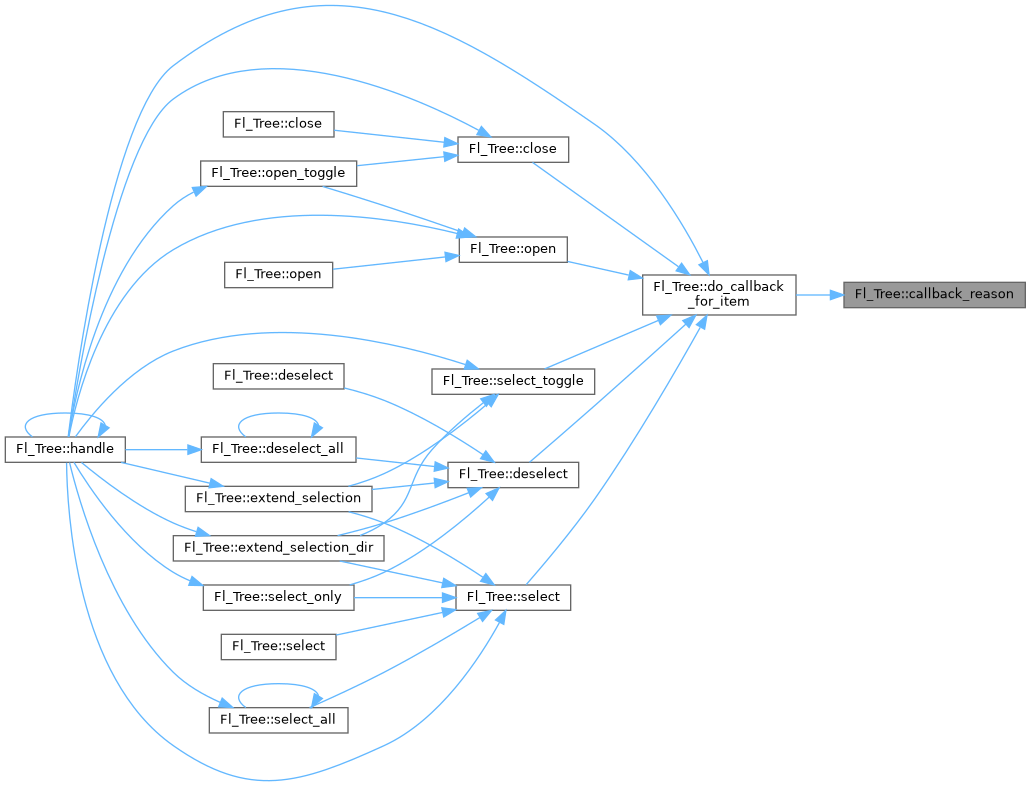 Fl_Tree::close
Fl_Tree::close
Fl_Tree::open_toggle
Fl_Tree::open
Fl_Tree::open
Fl_Tree::do_callback
_for_item
Fl_Tree::callback_reason
Fl_Tree::deselect
Fl_Tree::select_toggle
Fl_Tree::handle
Fl_Tree::deselect_all
Fl_Tree::deselect
Fl_Tree::extend_selection
Fl_Tree::extend_selection_dir
Fl_Tree::select_only
Fl_Tree::select
Fl_Tree::select
Fl_Tree::select_all